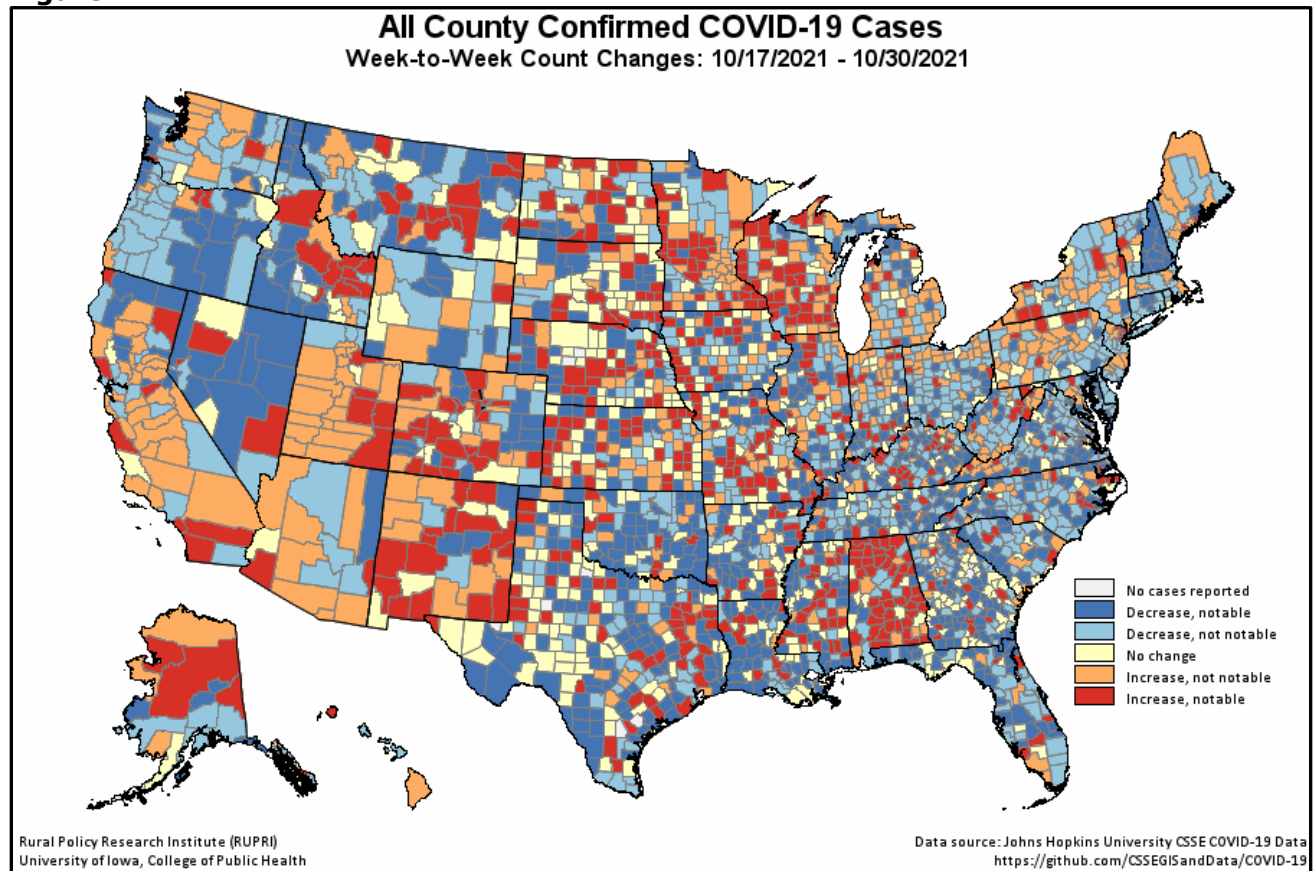 All County Confirmed COVID-19 Cases
Week-to-Week Count Changes: 10/17/2021 - 10/30/2021
No cases reported
Decrease, notable
Decrease, not notable
No change
Increase, not notable
Increase, notable
Rural Policy Research Institute (RUPRI)
University of Iowa, College of Public Health
Data source: Johns Hopkins University CSSE COVID-19 Data
https://github.com/CSSEGISandData/COVID-19